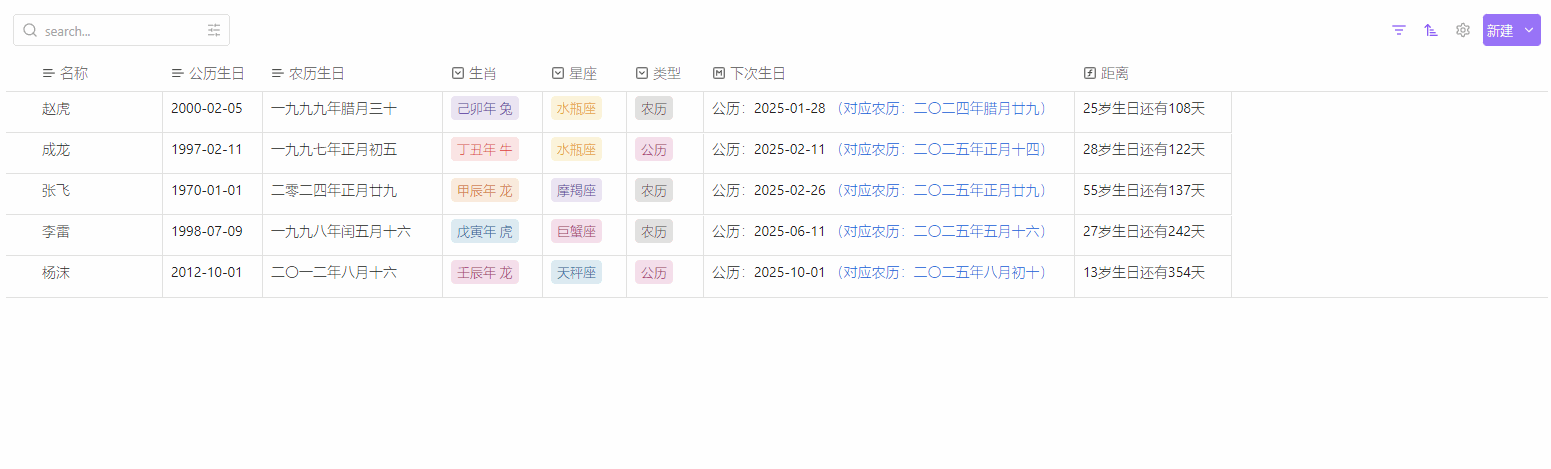 search... 新建
名称 公历生日 农历生日 生肖 星座 类型 下次生日 距离
赵虎 2000-02-05 一九九九年腊月三十 己卯年 兔 水瓶座 农历 公历：2025-01-28 （对应农历：二〇二四年腊月廿九） 25岁生日还有108天
成龙 1997-02-11 一九九七年正月初五 丁丑年 牛 水瓶座 公历 公历：2025-02-11 （对应农历：二〇二五年正月十四） 28岁生日还有122天
张飞 1970-01-01 二零二四年正月廿九 甲辰年 龙 摩羯座 农历 公历：2025-02-26 （对应农历：二〇二五年正月廿九） 55岁生日还有137天
李雷 1998-07-09 一九九八年闰五月十六 戊寅年 虎 巨蟹座 农历 公历：2025-06-11 （对应农历：二〇二五年五月十六） 27岁生日还有242天
杨沫 2012-10-01 二〇一二年八月十六 壬辰年 龙 天秤座 公历 公历：2025-10-01 （对应农历：二〇二五年八月初十） 13岁生日还有354天